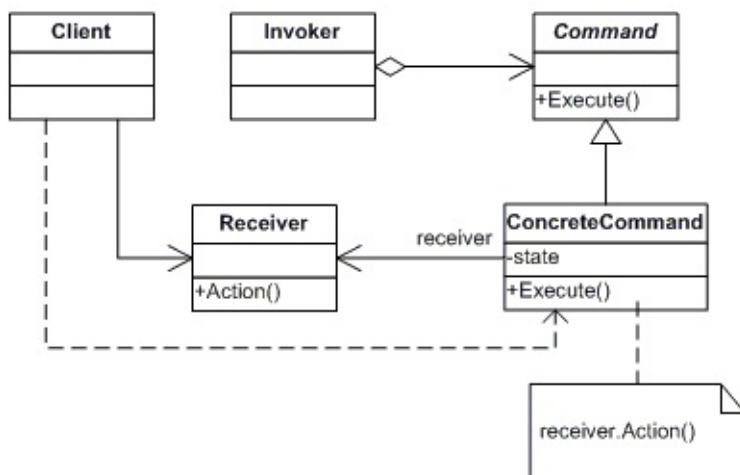 Client
Invoker
Command
+Execute()
Receiver
+Action()
receiver
ConcreteCommand
-state
+Execute()
receiver.Action()